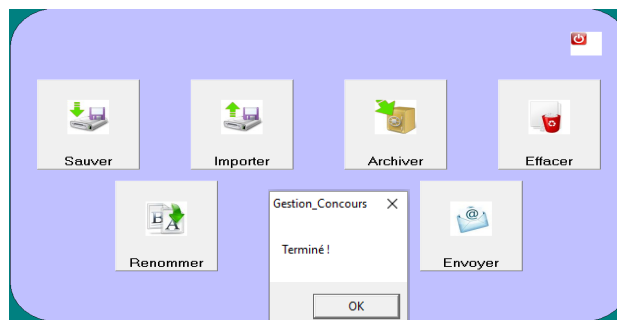 Sauver
Importer
Archiver
Effacer
Gestion_Concours
Terminé !
OK
Renommer
Envoyer